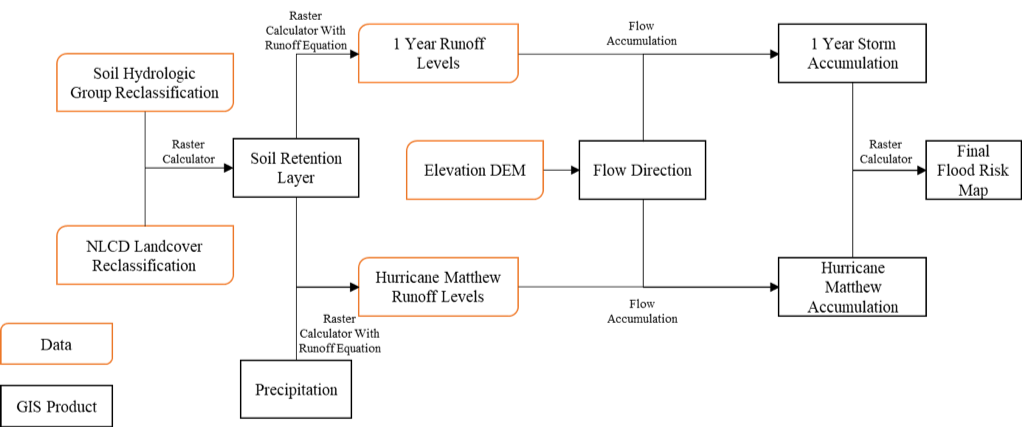 Raster
Calculator With
Runoff Equation
1 Year Runoff
Levels
Flow
Accumulation
1 Year Storm
Accumulation
Soil Hydrologic
Group Reclassification
Raster
Calculator
Soil Retention
Layer
Elevation DEM
Flow Direction
Raster
Calculator
Final
Flood Risk
Map
NLCD Landcover
Reclassification
Hurricane Matthew
Runoff Levels
Flow
Accumulation
Hurricane
Matthew
Accumulation
Raster
Calculator With
Runoff Equation
Data
Precipitation
GIS Product